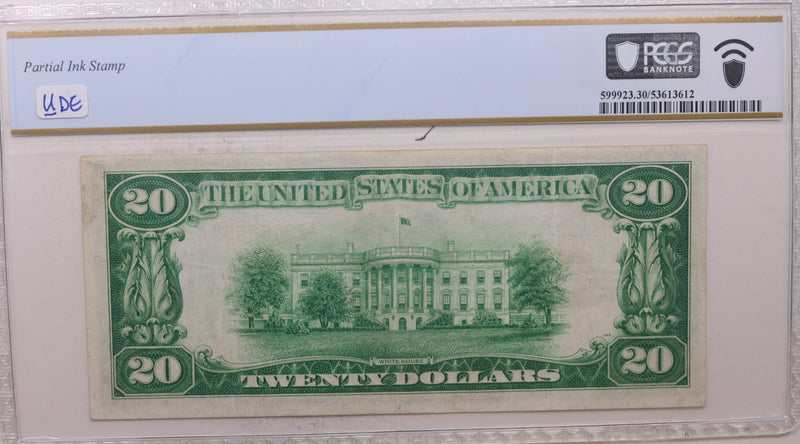 Partial Ink Stamp
UDE
PCGS
BANKNOTE
599923.30/53613612
20 THE UNITED STATES OF AMERICA 20
WHITE HOUSE
20 TWENTY DOLLARS 20